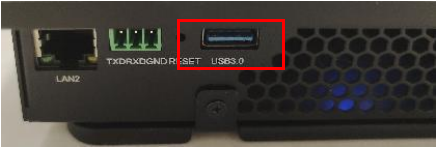 TXDRXDGND RESET USB3.0
LAN2